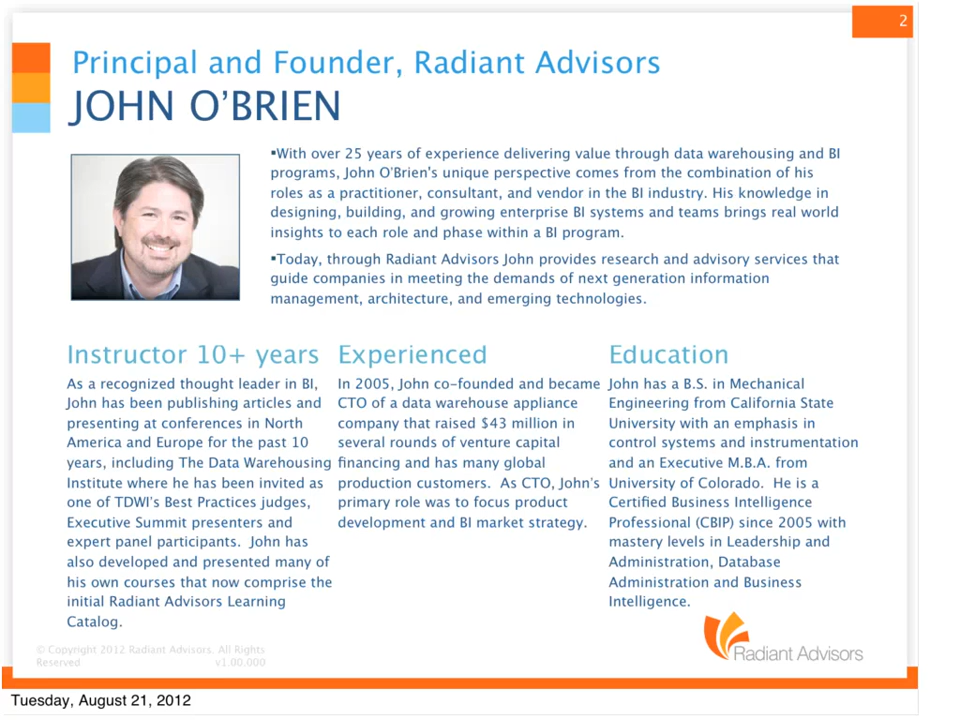 2
Principal and Founder, Radiant Advisors
JOHN O'BRIEN
▪With over 25 years of experience delivering value through data warehousing and BI
programs, John O'Brien's unique perspective comes from the combination of his
roles as a practitioner, consultant, and vendor in the BI industry. His knowledge in
designing, building, and growing enterprise BI systems and teams brings real world
insights to each role and phase within a BI program.
▪Today, through Radiant Advisors John provides research and advisory services that
guide companies in meeting the demands of next generation information
management, architecture, and emerging technologies.
Instructor 10+ years
As a recognized thought leader in BI,
John has been publishing articles and
presenting at conferences in North
America and Europe for the past 10
years, including The Data Warehousing
Institute where he has been invited as
one of TDWI's Best Practices judges,
Executive Summit presenters and
expert panel participants.  John has
also developed and presented many of
his own courses that now comprise the
initial Radiant Advisors Learning
Catalog.
Experienced
In 2005, John co-founded and became
CTO of a data warehouse appliance
company that raised $43 million in
several rounds of venture capital
financing and has many global
production customers.  As CTO, John's
primary role was to focus product
development and BI market strategy.
Education
John has a B.S. in Mechanical
Engineering from California State
University with an emphasis in
control systems and instrumentation
and an Executive M.B.A. from
University of Colorado.  He is a
Certified Business Intelligence
Professional (CBIP) since 2005 with
mastery levels in Leadership and
Administration, Database
Administration and Business
Intelligence.
© Copyright 2012 Radiant Advisors. All Rights
Reserved v1.00.000
Radiant Advisors
Tuesday, August 21, 2012